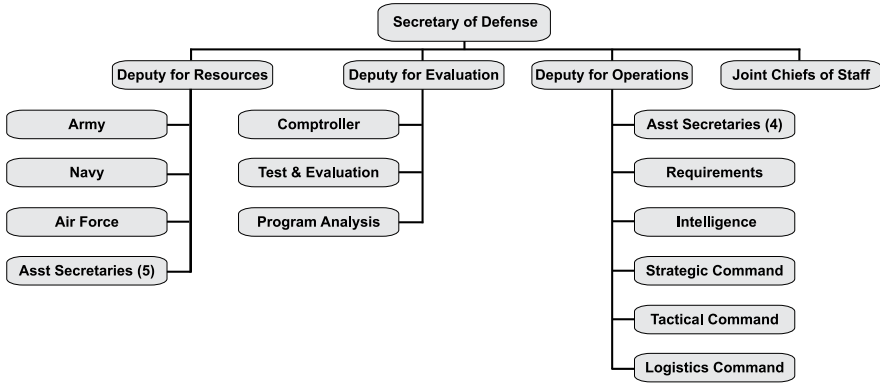 Secretary of Defense
Deputy for Resources
Deputy for Evaluation
Deputy for Operations
Joint Chiefs of Staff
Army
Navy
Air Force
Asst Secretaries (5)
Comptroller
Test & Evaluation
Program Analysis
Asst Secretaries (4)
Requirements
Intelligence
Strategic Command
Tactical Command
Logistics Command